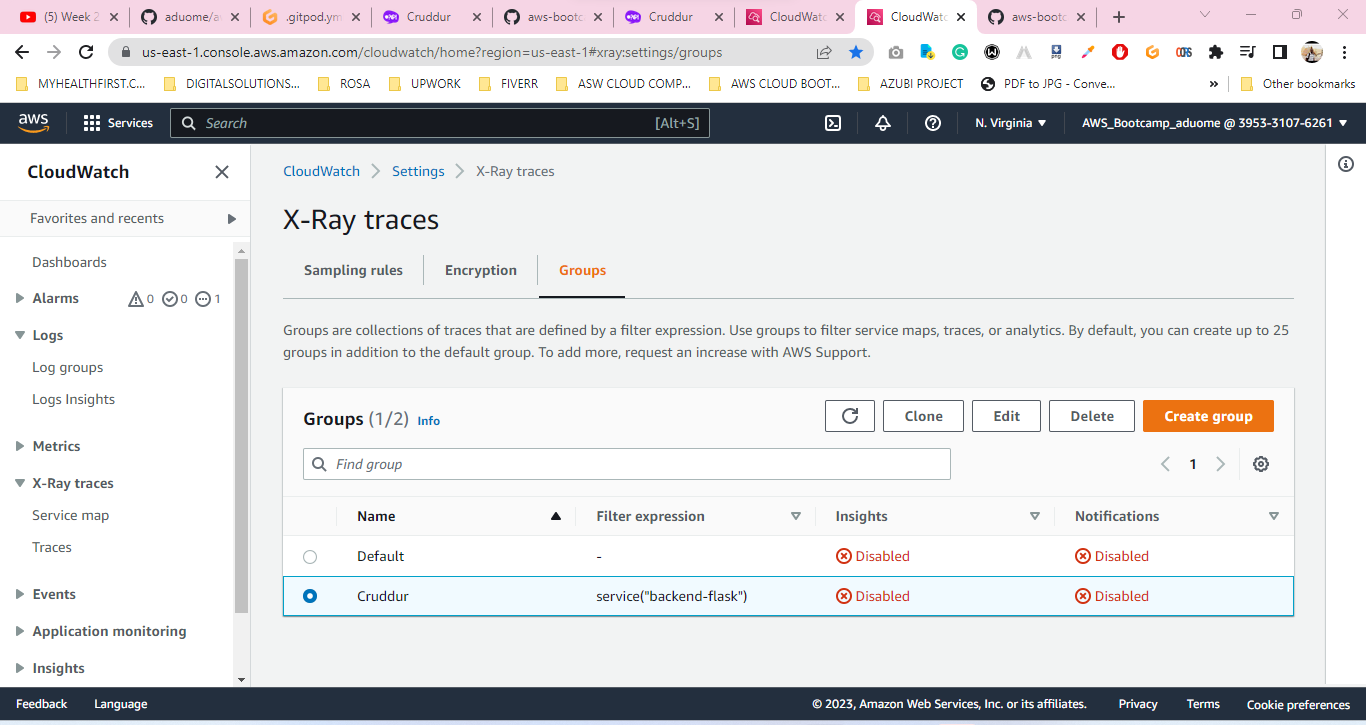 (5) Week 2
aduome/a
.gitpod.ym
Cruddur
aws-bootc
Cruddur
CloudWatc
CloudWatc
aws-bootc
us-east-1.console.aws.amazon.com/cloudwatch/home?region=us-east-1#xray:settings/groups
MYHEALTHFIRST.C...
DIGITALSOLUTIONS...
ROSA
UPWORK
FIVERR
ASW CLOUD COMP...
AWS CLOUD BOOT...
AZUBI PROJECT
PDF to JPG - Conve...
»
Other bookmarks
aws
Services
Search
[Alt+S]
N. Virginia
AWS_Bootcamp_aduome @ 3953-3107-6261
CloudWatch
Favorites and recents
Dashboards
Alarms 0 0 1
Logs
Log groups
Logs Insights
Metrics
X-Ray traces
Service map
Traces
Events
Application monitoring
Insights
CloudWatch
Settings
X-Ray traces
X-Ray traces
Sampling rules
Encryption
Groups
Groups are collections of traces that are defined by a filter expression. Use groups to filter service maps, traces, or analytics. By default, you can create up to 25
groups in addition to the default group. To add more, request an increase with AWS Support.
Groups (1/2) Info
Clone
Edit
Delete
Create group
Find group
1
Name
Filter expression
Insights
Notifications
Default - Disabled Disabled
Cruddur service("backend-flask") Disabled Disabled
Feedback
Language
© 2023, Amazon Web Services, Inc. or its affiliates.
Privacy
Terms
Cookie preferences